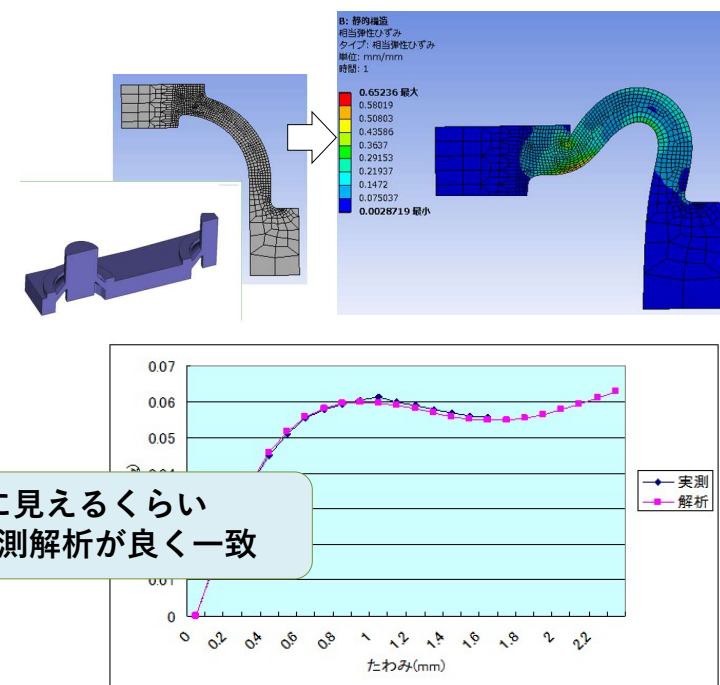 B: 静的構造
相当弾性ひずみ
タイプ: 相当弾性ひずみ
単位: mm/mm
時間: 1
0.65236 最大
0.58019
0.50803
0.43586
0.3637
0.29153
0.21937
0.1472
0.075037
0.0028719 最小
0.07
0.06
0.05
に見えるくらい
測解析が良く一致
0.01
0
0 0.2 0.4 0.6 0.8 1 1.2 1.4 1.6 1.8 2 2.2
たわみ(mm)
実測
解析